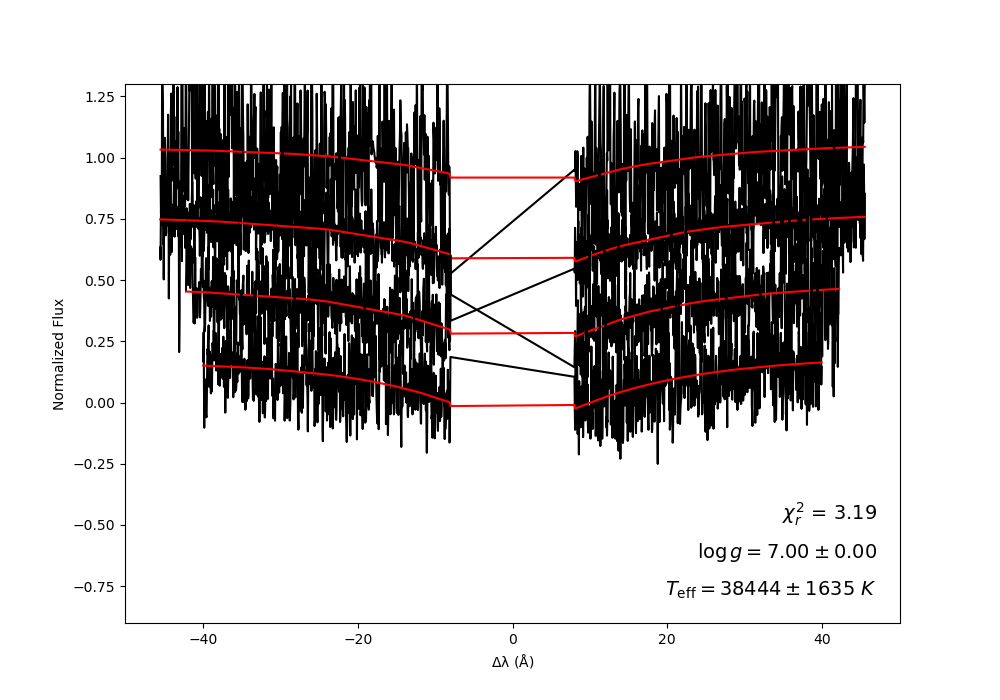 1.25
1.00
0.75
0.50
0.25
0.00
−0.25
−0.50
−0.75
Normalized Flux
χ²ᵣ = 3.19
log g = 7.00 ± 0.00
T_eff = 38444 ± 1635 K
−40 −20 0 20 40
Δλ (Å)